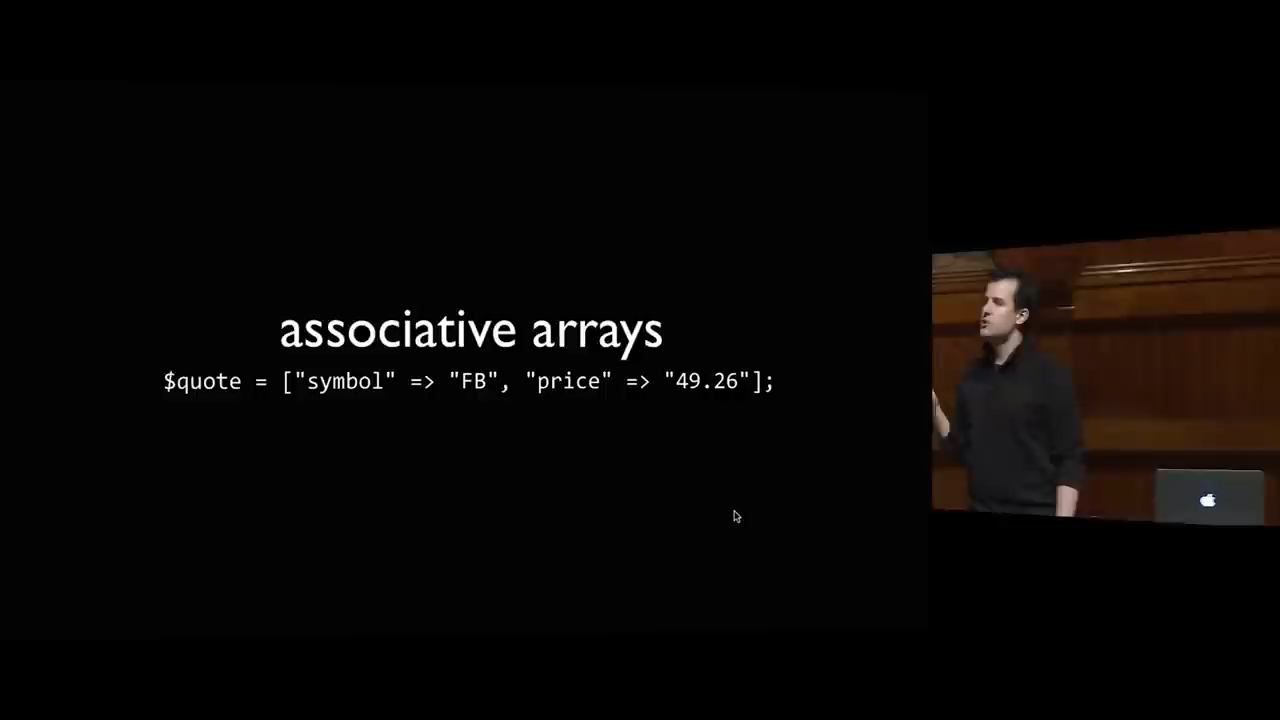 associative arrays
$quote = ["symbol" => "FB", "price" => "49.26"];